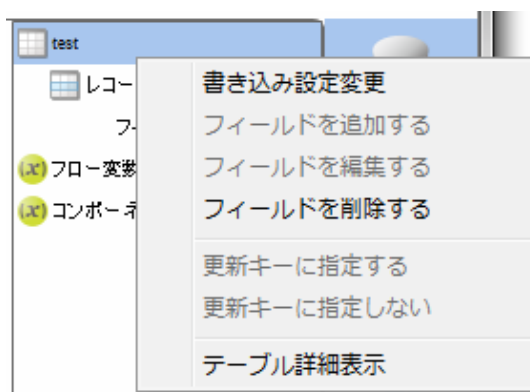 test
レコー
書き込み設定変更
フ
フィールドを追加する
(x) フロー変数
フィールドを編集する
(x) コンポーネ
フィールドを削除する
更新キーに指定する
更新キーに指定しない
テーブル詳細表示